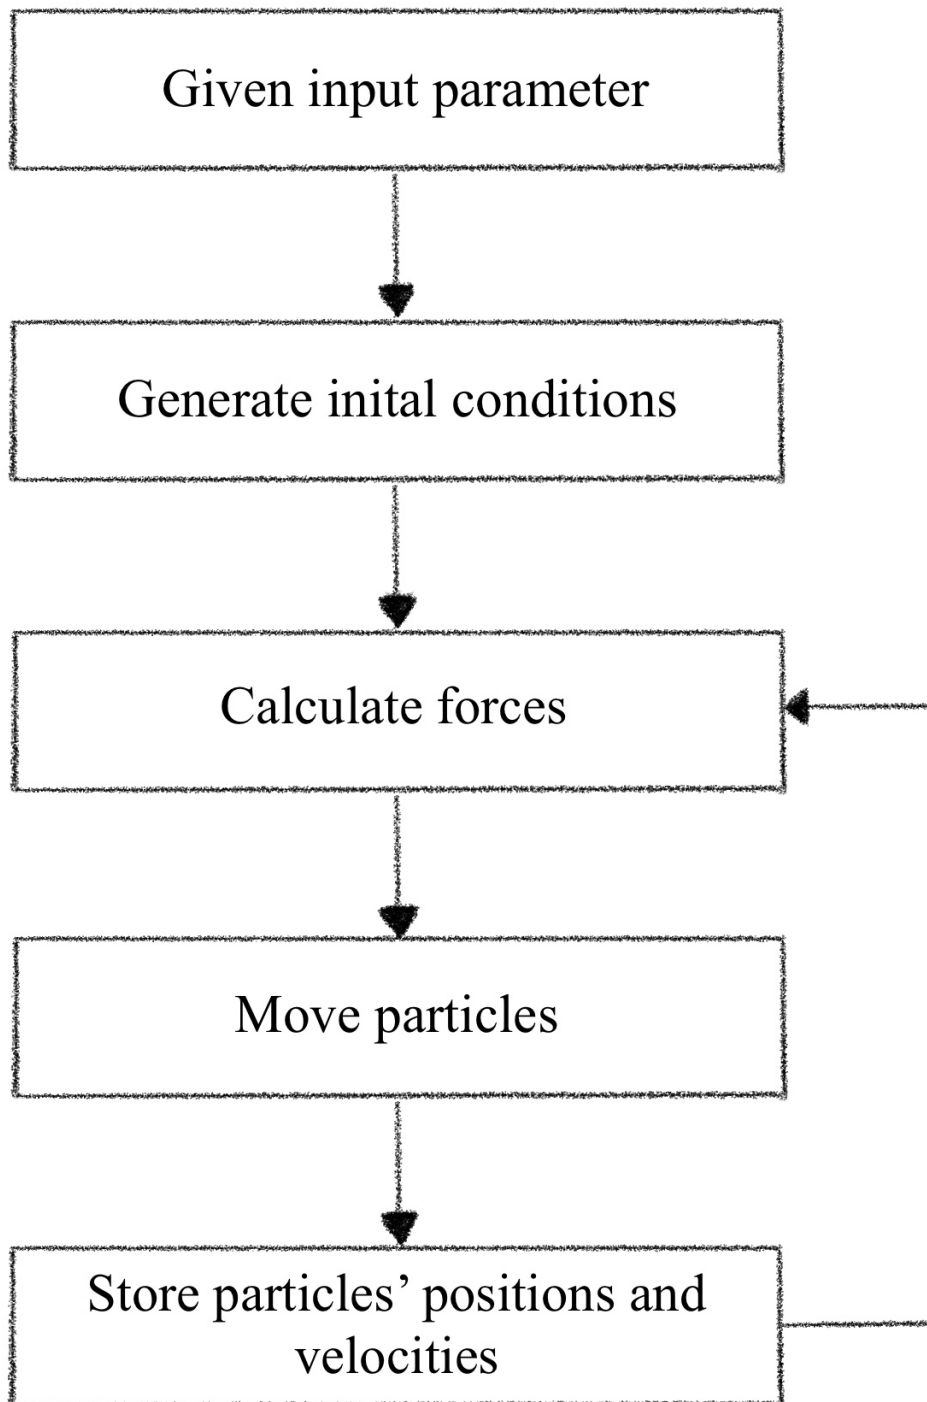 Given input parameter
Generate inital conditions
Calculate forces
Move particles
Store particles’ positions and
velocities